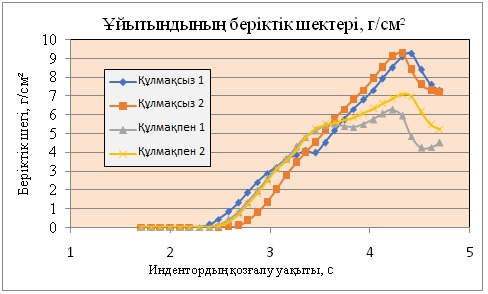 Ұйытындының беріктік шектері, г/см²
Беріктік шегі, г/см²
10
9
8
7
6
5
4
3
2
1
0
Құлмақсыз 1
Құлмақсыз 2
Құлмақпен 1
Құлмақпен 2
1 2 3 4 5
Индентордың қозғалу уақыты, с